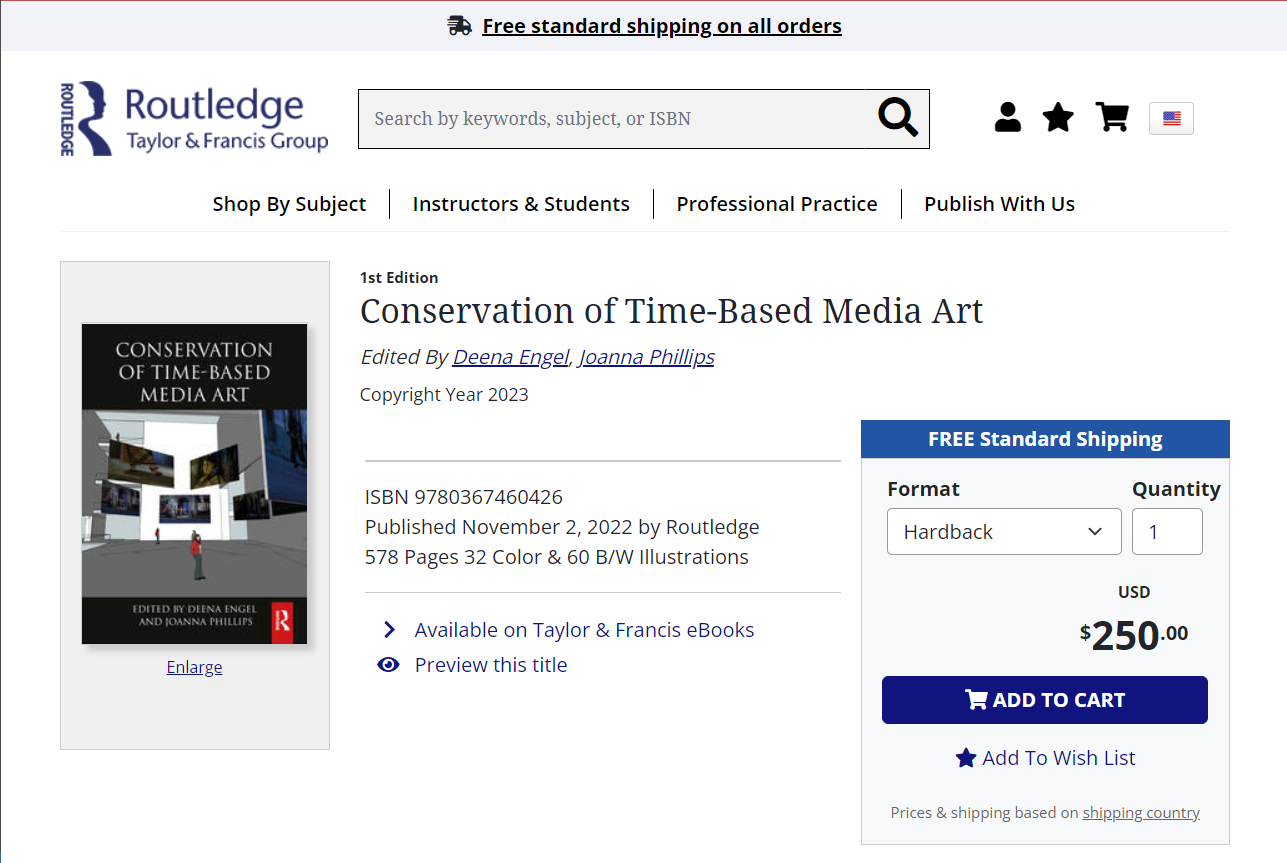 Free standard shipping on all orders
ROUTLEDGE
Routledge
Taylor & Francis Group
Search by keywords, subject, or ISBN
Shop By Subject
Instructors & Students
Professional Practice
Publish With Us
CONSERVATION
OF TIME-BASED
MEDIA ART
EDITED BY DEENA ENGEL
AND JOANNA PHILLIPS
R
Enlarge
1st Edition
Conservation of Time-Based Media Art
Edited By Deena Engel, Joanna Phillips
Copyright Year 2023
ISBN 9780367460426
Published November 2, 2022 by Routledge
578 Pages 32 Color & 60 B/W Illustrations
Available on Taylor & Francis eBooks
Preview this title
FREE Standard Shipping
Format Quantity
Hardback 1
USD
$250.00
ADD TO CART
Add To Wish List
Prices & shipping based on shipping country